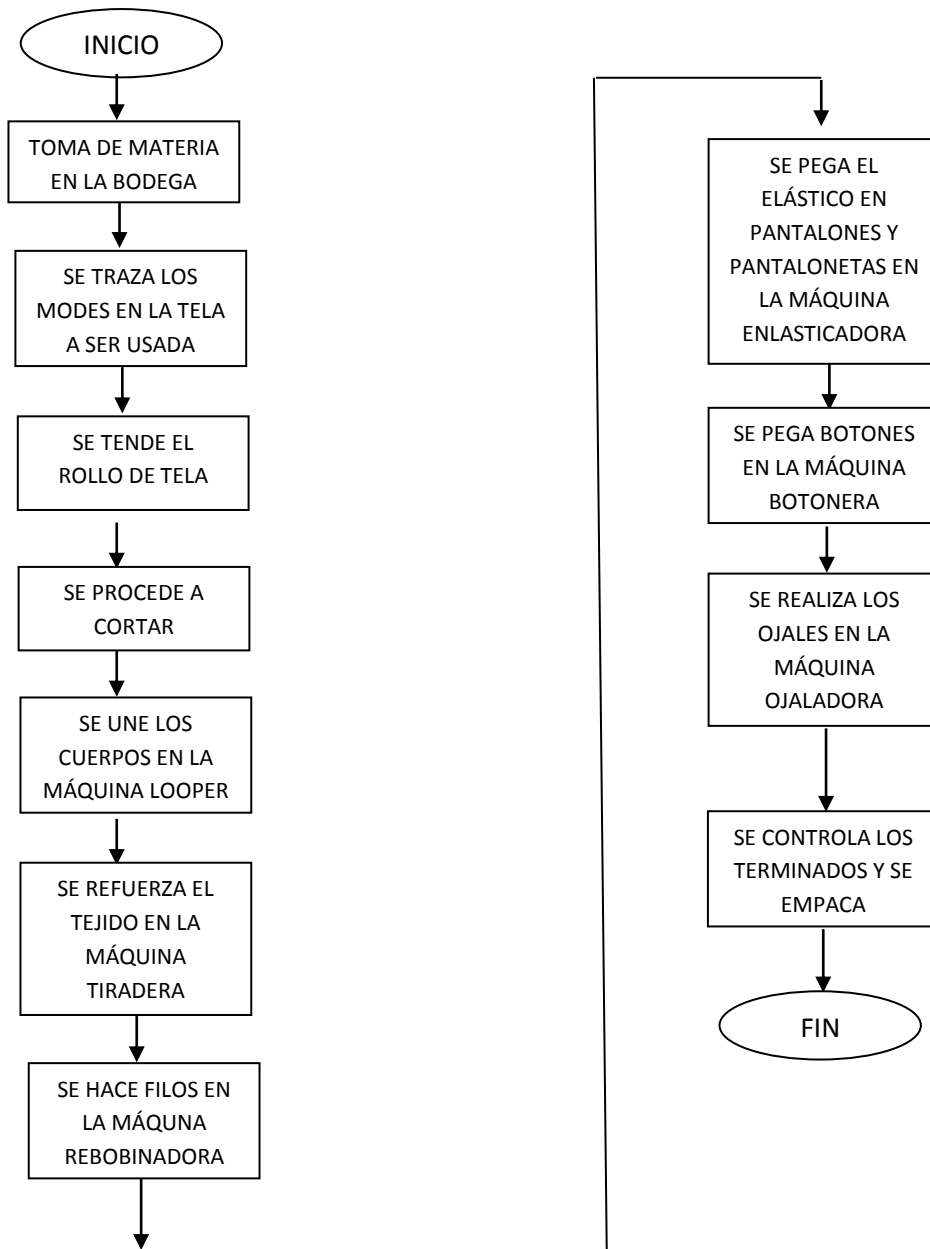 INICIO
TOMA DE MATERIA
EN LA BODEGA
SE TRAZA LOS
MODES EN LA TELA
A SER USADA
SE TENDE EL
ROLLO DE TELA
SE PROCEDE A
CORTAR
SE UNE LOS
CUERPOS EN LA
MÁQUINA LOOPER
SE REFUERZA EL
TEJIDO EN LA
MÁQUINA
TIRADERA
SE HACE FILOS EN
LA MÁQUNA
REBOBINADORA
SE PEGA EL
ELÁSTICO EN
PANTALONES Y
PANTALONETAS EN
LA MÁQUINA
ENLASTICADORA
SE PEGA BOTONES
EN LA MÁQUINA
BOTONERA
SE REALIZA LOS
OJALES EN LA
MÁQUINA
OJALADORA
SE CONTROLA LOS
TERMINADOS Y SE
EMPACA
FIN